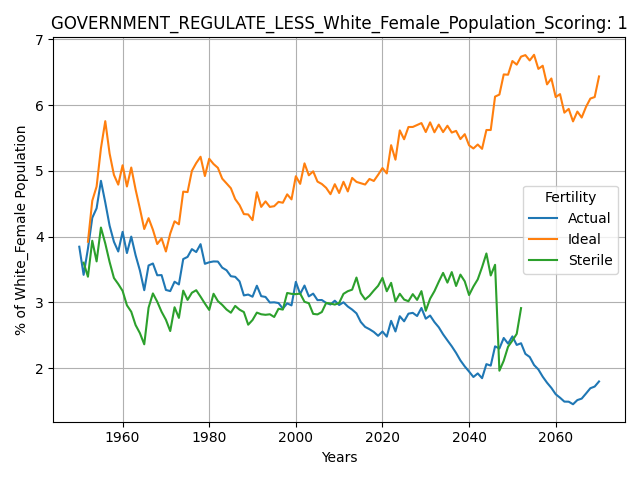 GOVERNMENT_REGULATE_LESS_White_Female_Population_Scoring: 1
% of White_Female Population
7
6
5
4
3
2
Fertility
Actual
Ideal
Sterile
1960 1980 2000 2020 2040 2060
Years